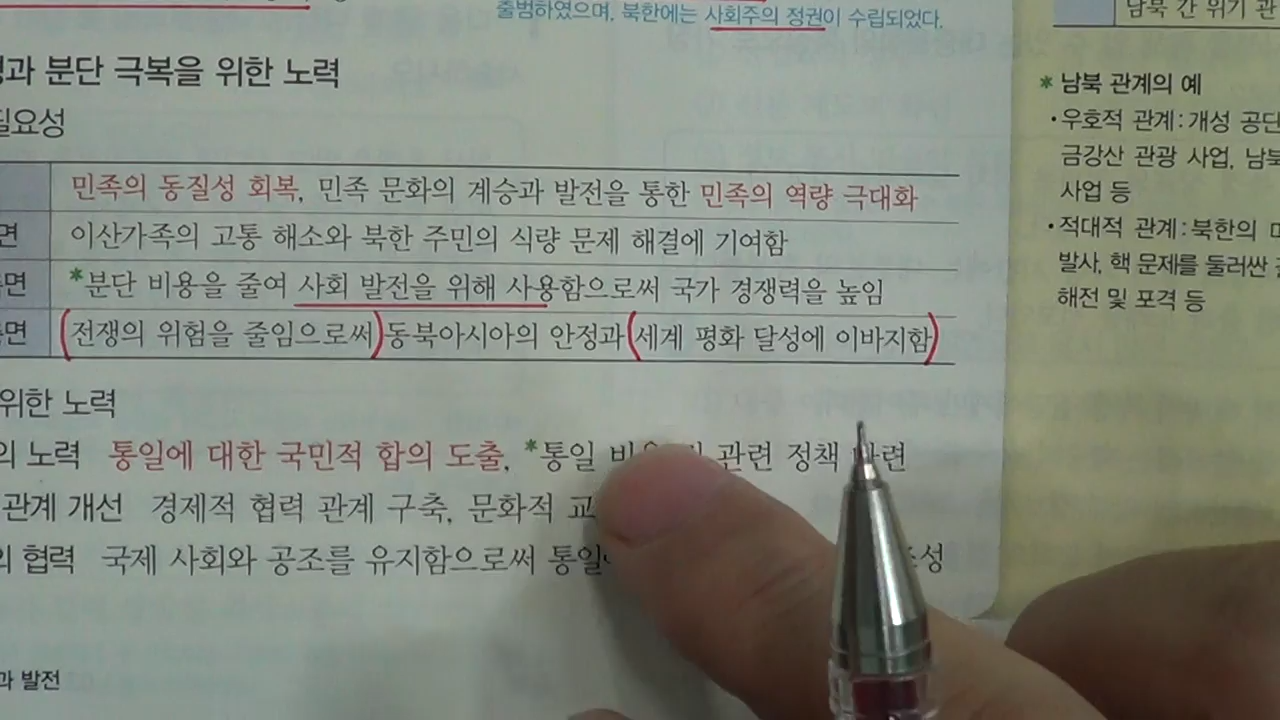 출범하였으며, 북한에는 사회주의 정권이 수립되었다.
과 분단 극복을 위한 노력
필요성
민족의 동질성 회복, 민족 문화의 계승과 발전을 통한 민족의 역량 극대화
면 이산가족의 고통 해소와 북한 주민의 식량 문제 해결에 기여함
면 *분단 비용을 줄여 사회 발전을 위해 사용함으로써 국가 경쟁력을 높임
면 전쟁의 위험을 줄임으로써 동북아시아의 안정과 세계 평화 달성에 이바지함
위한 노력
의 노력 통일에 대한 국민적 합의 도출, *통일 관련 정책
관계 개선 경제적 협력 관계 구축, 문화적
의 협력 국제 사회와 공조를 유지함으로써 통일
과 발전
남북 간 위기 관
* 남북 관계의 예
•우호적 관계: 개성 공단
금강산 관광 사업, 남북
사업 등
•적대적 관계: 북한의
발사, 핵 문제를 둘러싼
해전 및 포격 등